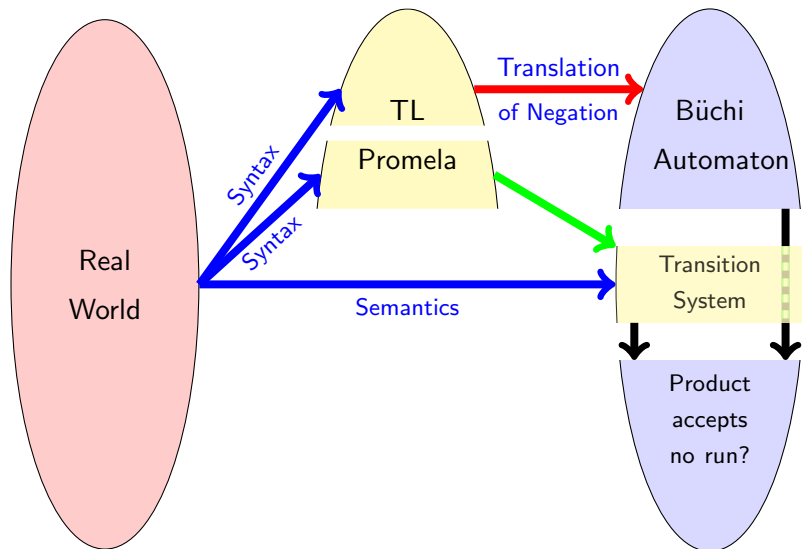 Real
World
Syntax
Syntax
Semantics
TL
Promela
Translation
of Negation
Büchi
Automaton
Transition
System
Product
accepts
no run?